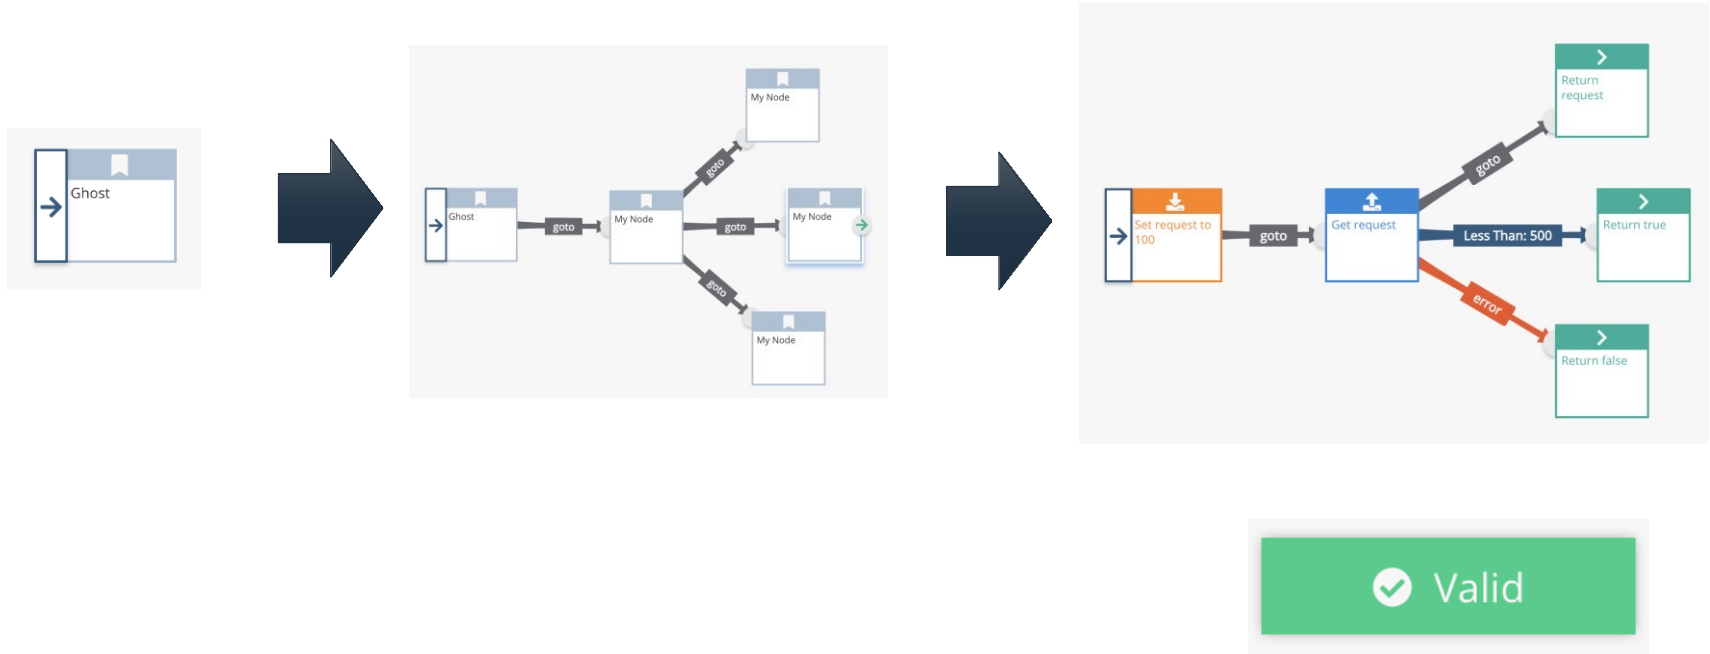 Ghost
My Node
Ghost
goto
My Node
goto
goto
My Node
goto
My Node
Return
request
goto
Set request to
100
goto
Get request
Less Than: 500
Return true
error
Return false
Valid